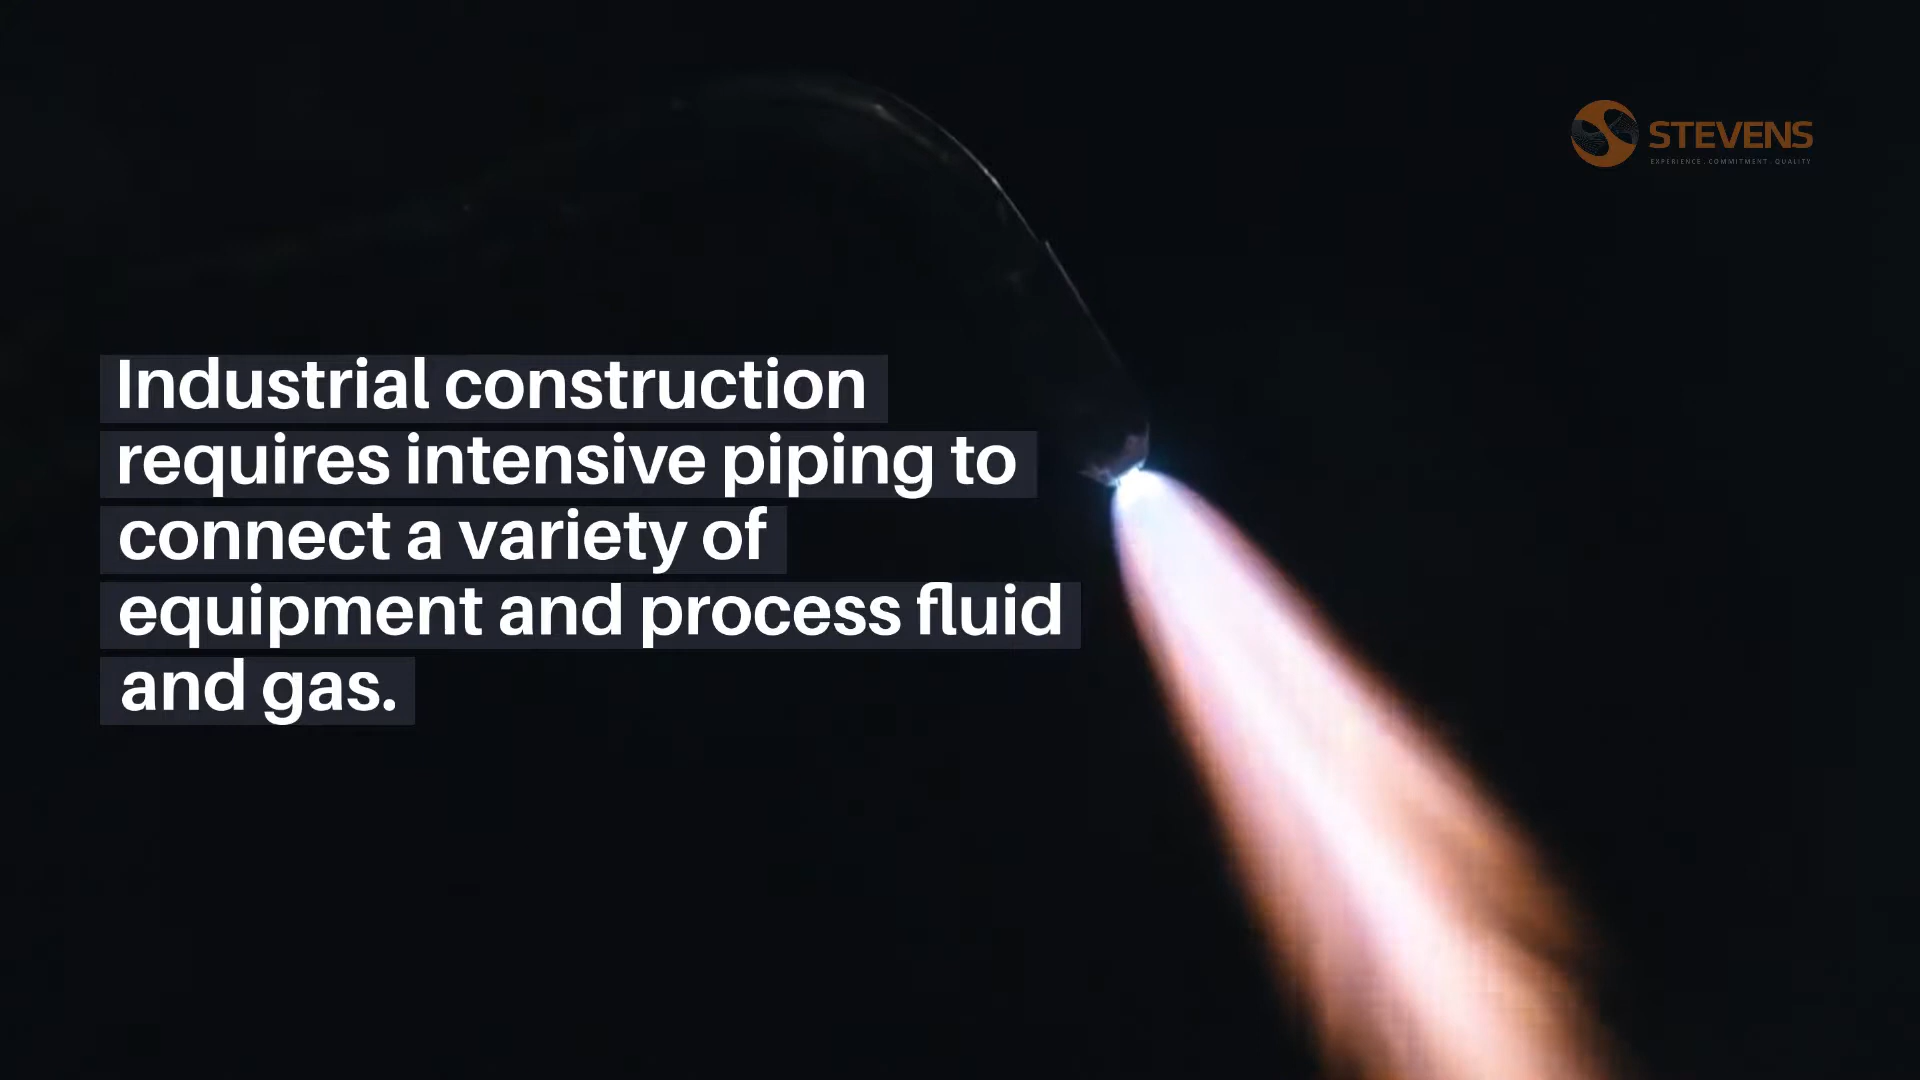 STEVENS
EXPERIENCE . COMMITMENT . QUALITY
Industrial construction
requires intensive piping to
connect a variety of
equipment and process fluid
and gas.